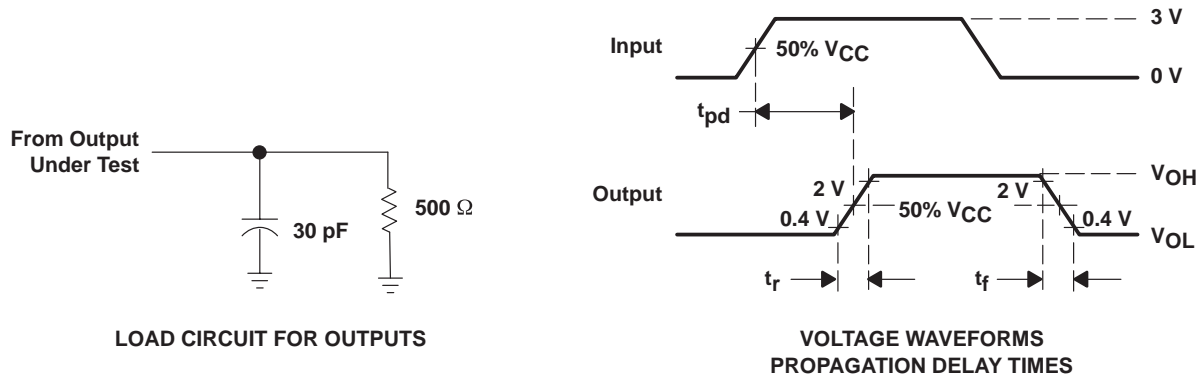 From Output
Under Test
30 pF
500 Ω
LOAD CIRCUIT FOR OUTPUTS
Input
50% VCC
3 V
0 V
tpd
Output
2 V
0.4 V
50% VCC
2 V
0.4 V
VOH
VOL
tr
tf
VOLTAGE WAVEFORMS
PROPAGATION DELAY TIMES